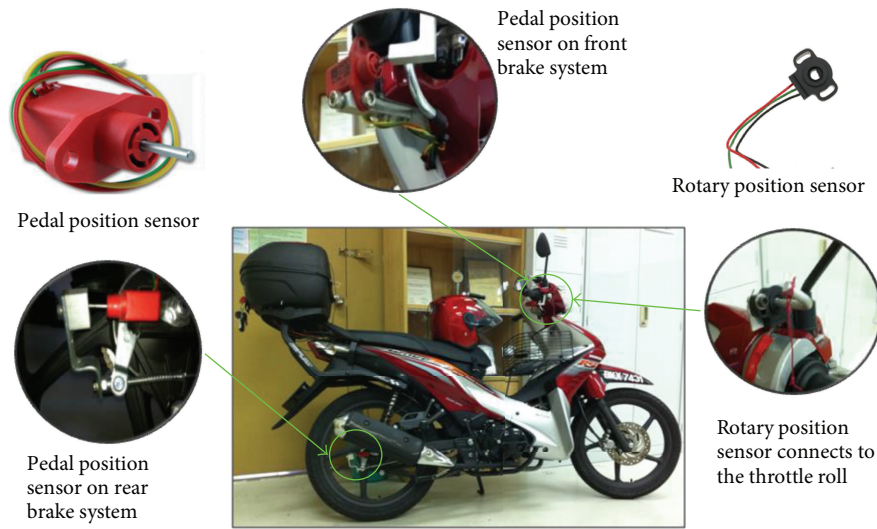 Pedal position
sensor on front
brake system
Pedal position sensor
Rotary position sensor
Pedal position
sensor on rear
brake system
Rotary position
sensor connects to
the throttle roll